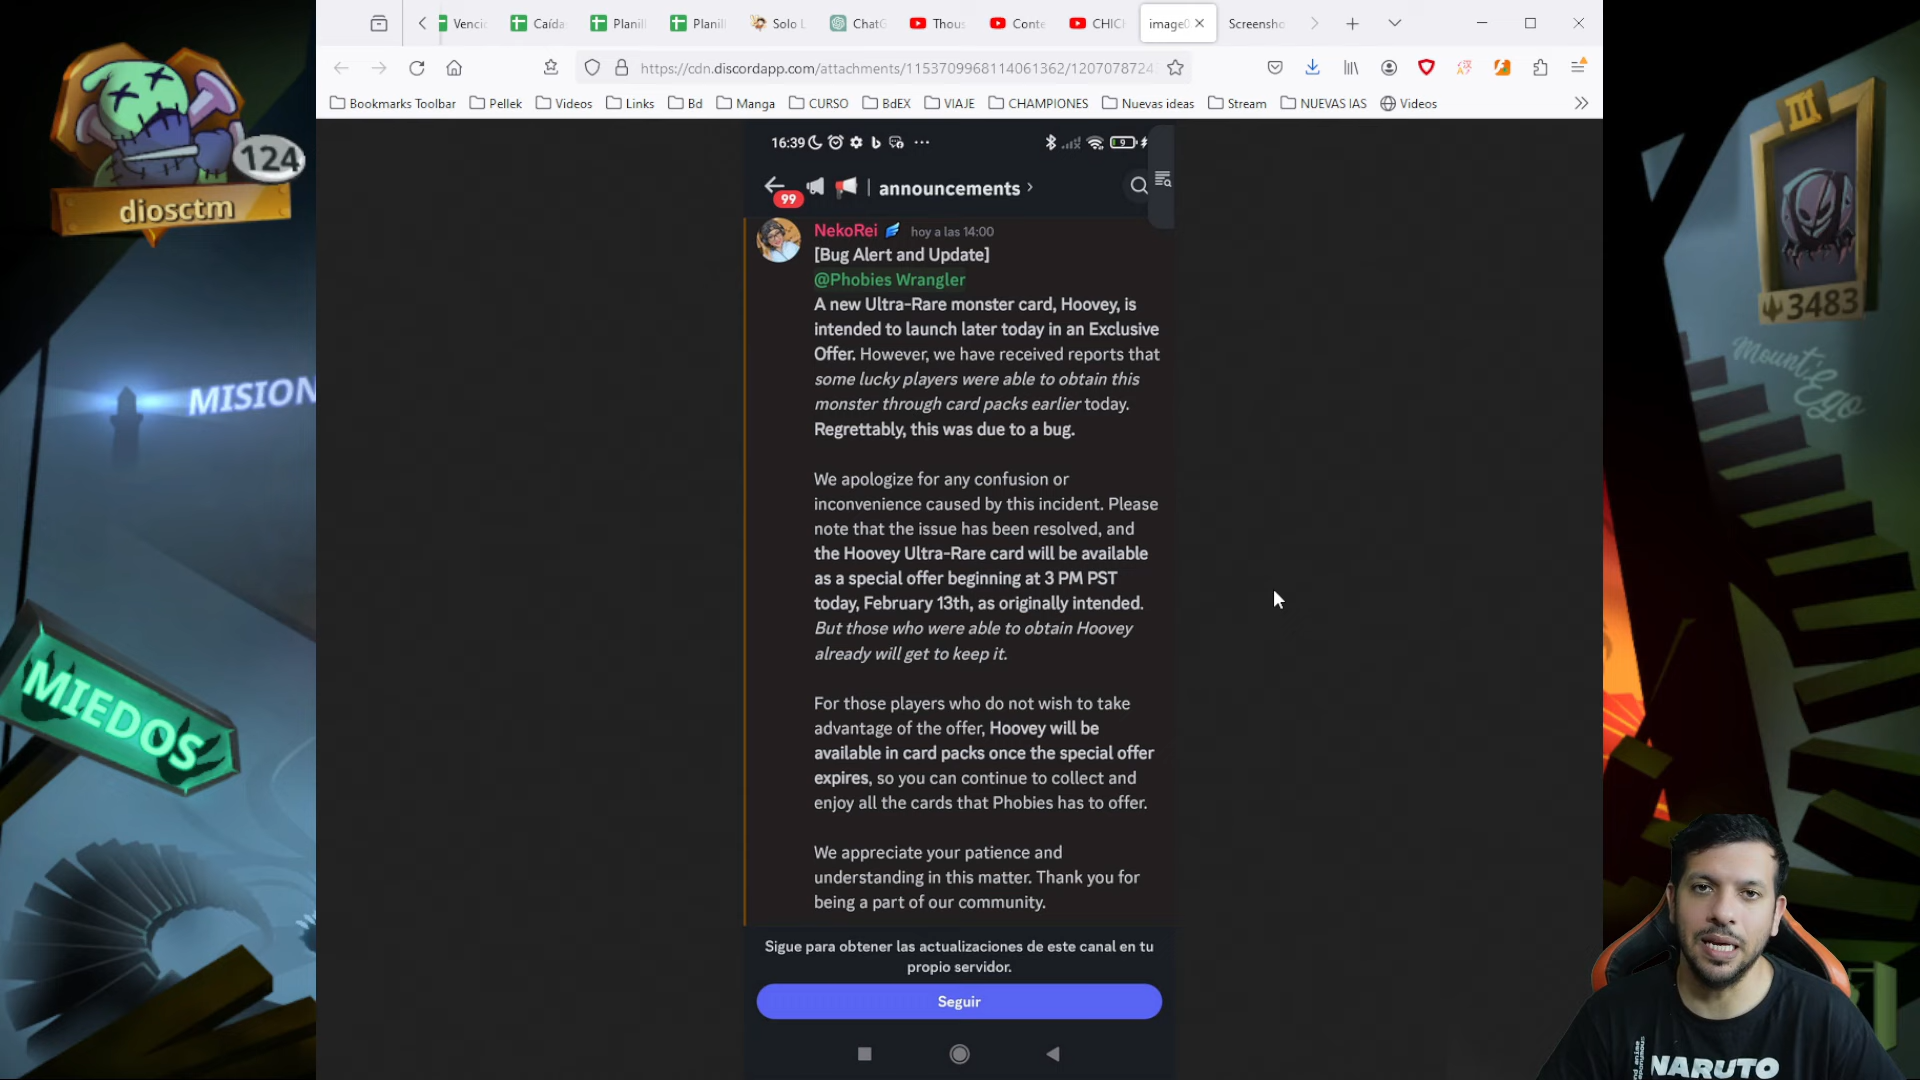 Venci
Caída
Planil
Planil
Solo L
ChatG
Thous
Conte
CHIC
image
Screensho
https://cdn.discordapp.com/attachments/1153709968114061362/120707872
Bookmarks Toolbar
Pellek
Videos
Links
Bd
Manga
CURSO
BdEX
VIAJE
CHAMPIONES
Nuevas ideas
Stream
NUEVAS IAS
Videos
124
diosctm
MISION
MIEDOS
16:39
9
99
| announcements
NekoRei hoy a las 14:00
[Bug Alert and Update]
@Phobies Wrangler
A new Ultra-Rare monster card, Hoovey, is
intended to launch later today in an Exclusive
Offer. However, we have received reports that
some lucky players were able to obtain this
monster through card packs earlier today.
Regrettably, this was due to a bug.
We apologize for any confusion or
inconvenience caused by this incident. Please
note that the issue has been resolved, and
the Hoovey Ultra-Rare card will be available
as a special offer beginning at 3 PM PST
today, February 13th, as originally intended.
But those who were able to obtain Hoovey
already will get to keep it.
For those players who do not wish to take
advantage of the offer, Hoovey will be
available in card packs once the special offer
expires, so you can continue to collect and
enjoy all the cards that Phobies has to offer.
We appreciate your patience and
understanding in this matter. Thank you for
being a part of our community.
Sigue para obtener las actualizaciones de este canal en tu
propio servidor.
Seguir
III
3483
Mount Ego
NARUTO